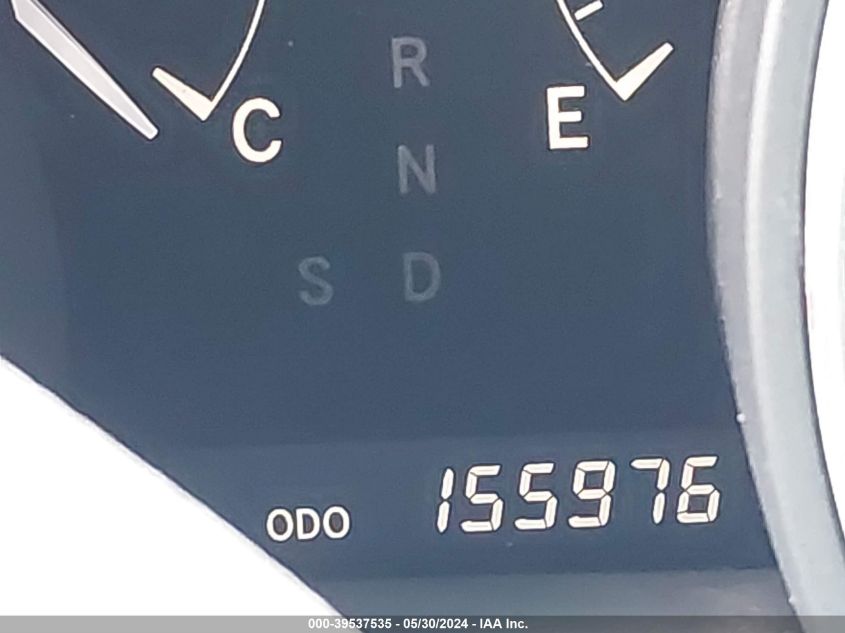 R
C E
N
S D
ODO 155976
000-39537535 - 05/30/2024 - IAA Inc.